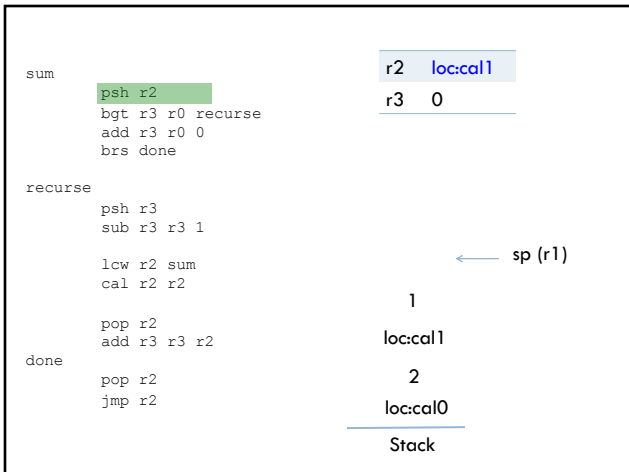 sum
psh r2
bgt r3 r0 recurse
add r3 r0 0
brs done
recurse
psh r3
sub r3 r3 1
lcw r2 sum
cal r2 r2
pop r2
add r3 r3 r2
done
pop r2
jmp r2
r2 loc:cal1
r3 0
sp (r1)
1
loc:cal1
2
loc:cal0
Stack